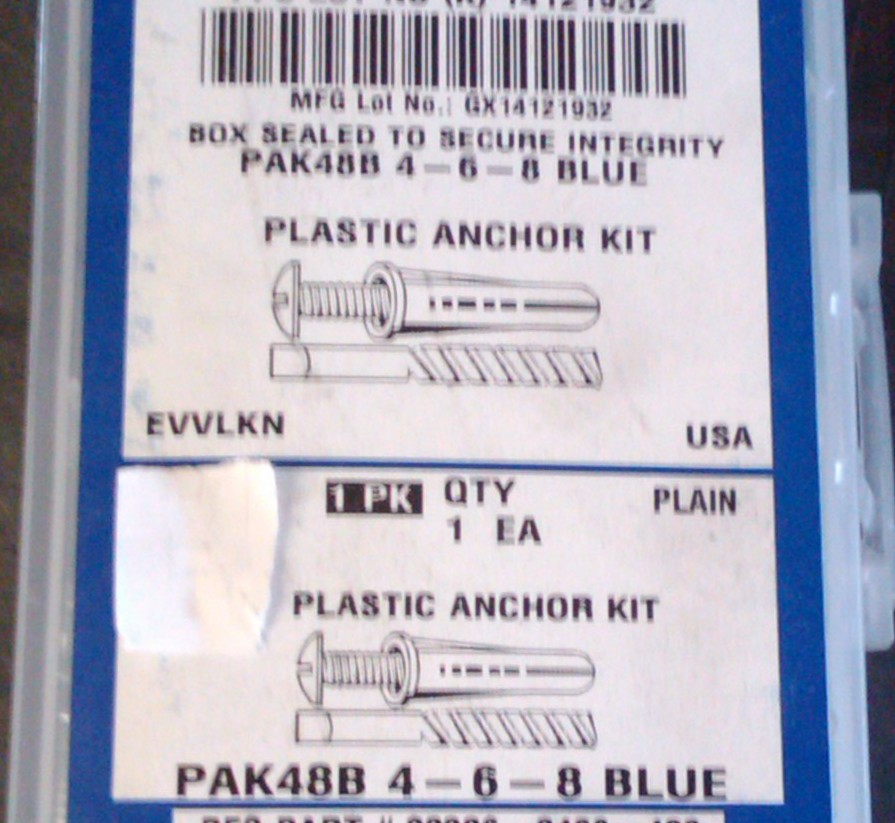 MFG Lot No.: GX14121932
BOX SEALED TO SECURE INTEGRITY
PAK48B 4-6-8 BLUE
PLASTIC ANCHOR KIT
EVVLKN
USA
1 PK QTY PLAIN
1 EA
PLASTIC ANCHOR KIT
PAK48B 4-6-8 BLUE